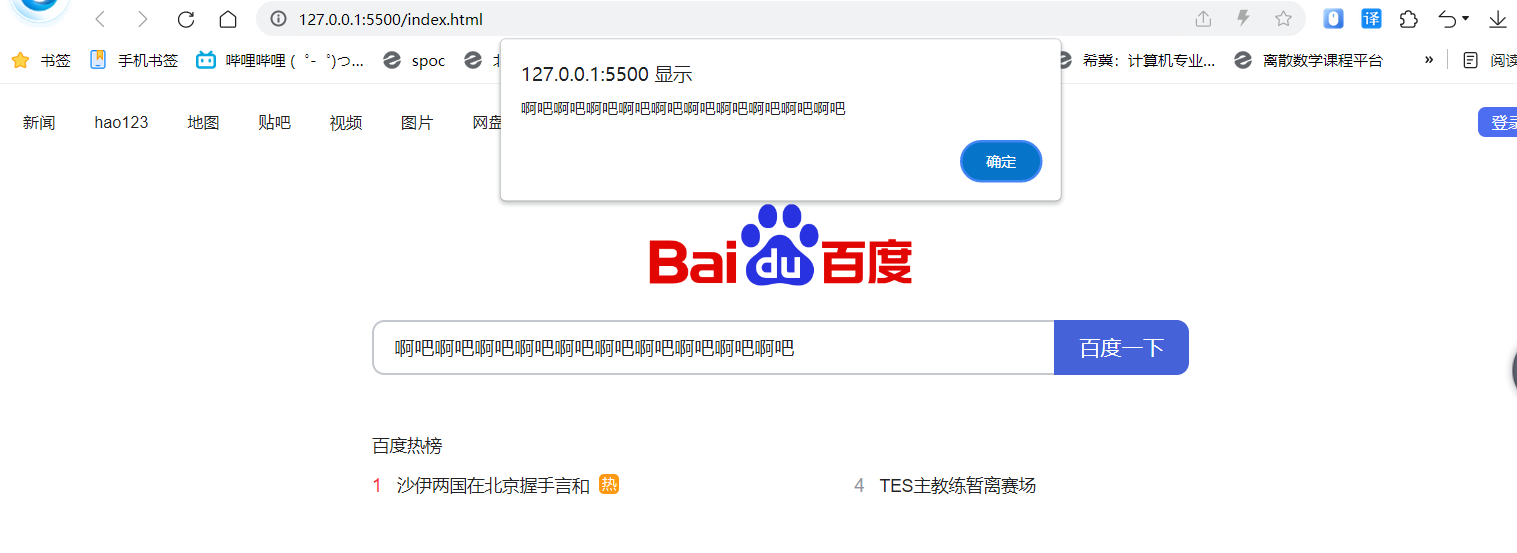 127.0.0.1:5500/index.html
译
书签 手机书签 哔哩哔哩 (゜-゜)つ... spoc 希冀：计算机专业... 离散数学课程平台 »
127.0.0.1:5500 显示
啊吧啊吧啊吧啊吧啊吧啊吧啊吧啊吧啊吧啊吧
确定
新闻 hao123 地图 贴吧 视频 图片 网盘
Bai du 百度
啊吧啊吧啊吧啊吧啊吧啊吧啊吧啊吧啊吧啊吧 百度一下
百度热榜
1 沙伊两国在北京握手言和 热 4 TES主教练暂离赛场